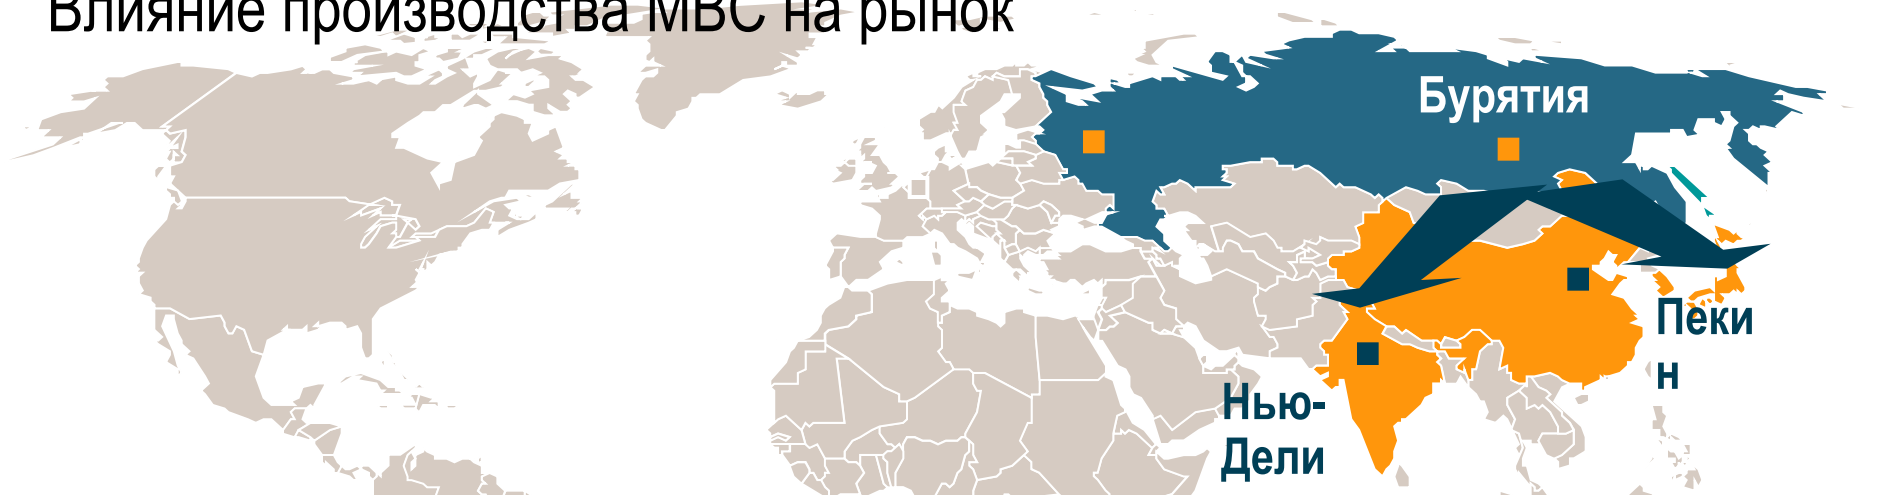 Влияние производства МВС на рынок
Бурятия
Пеки
н
Нью-
Дели